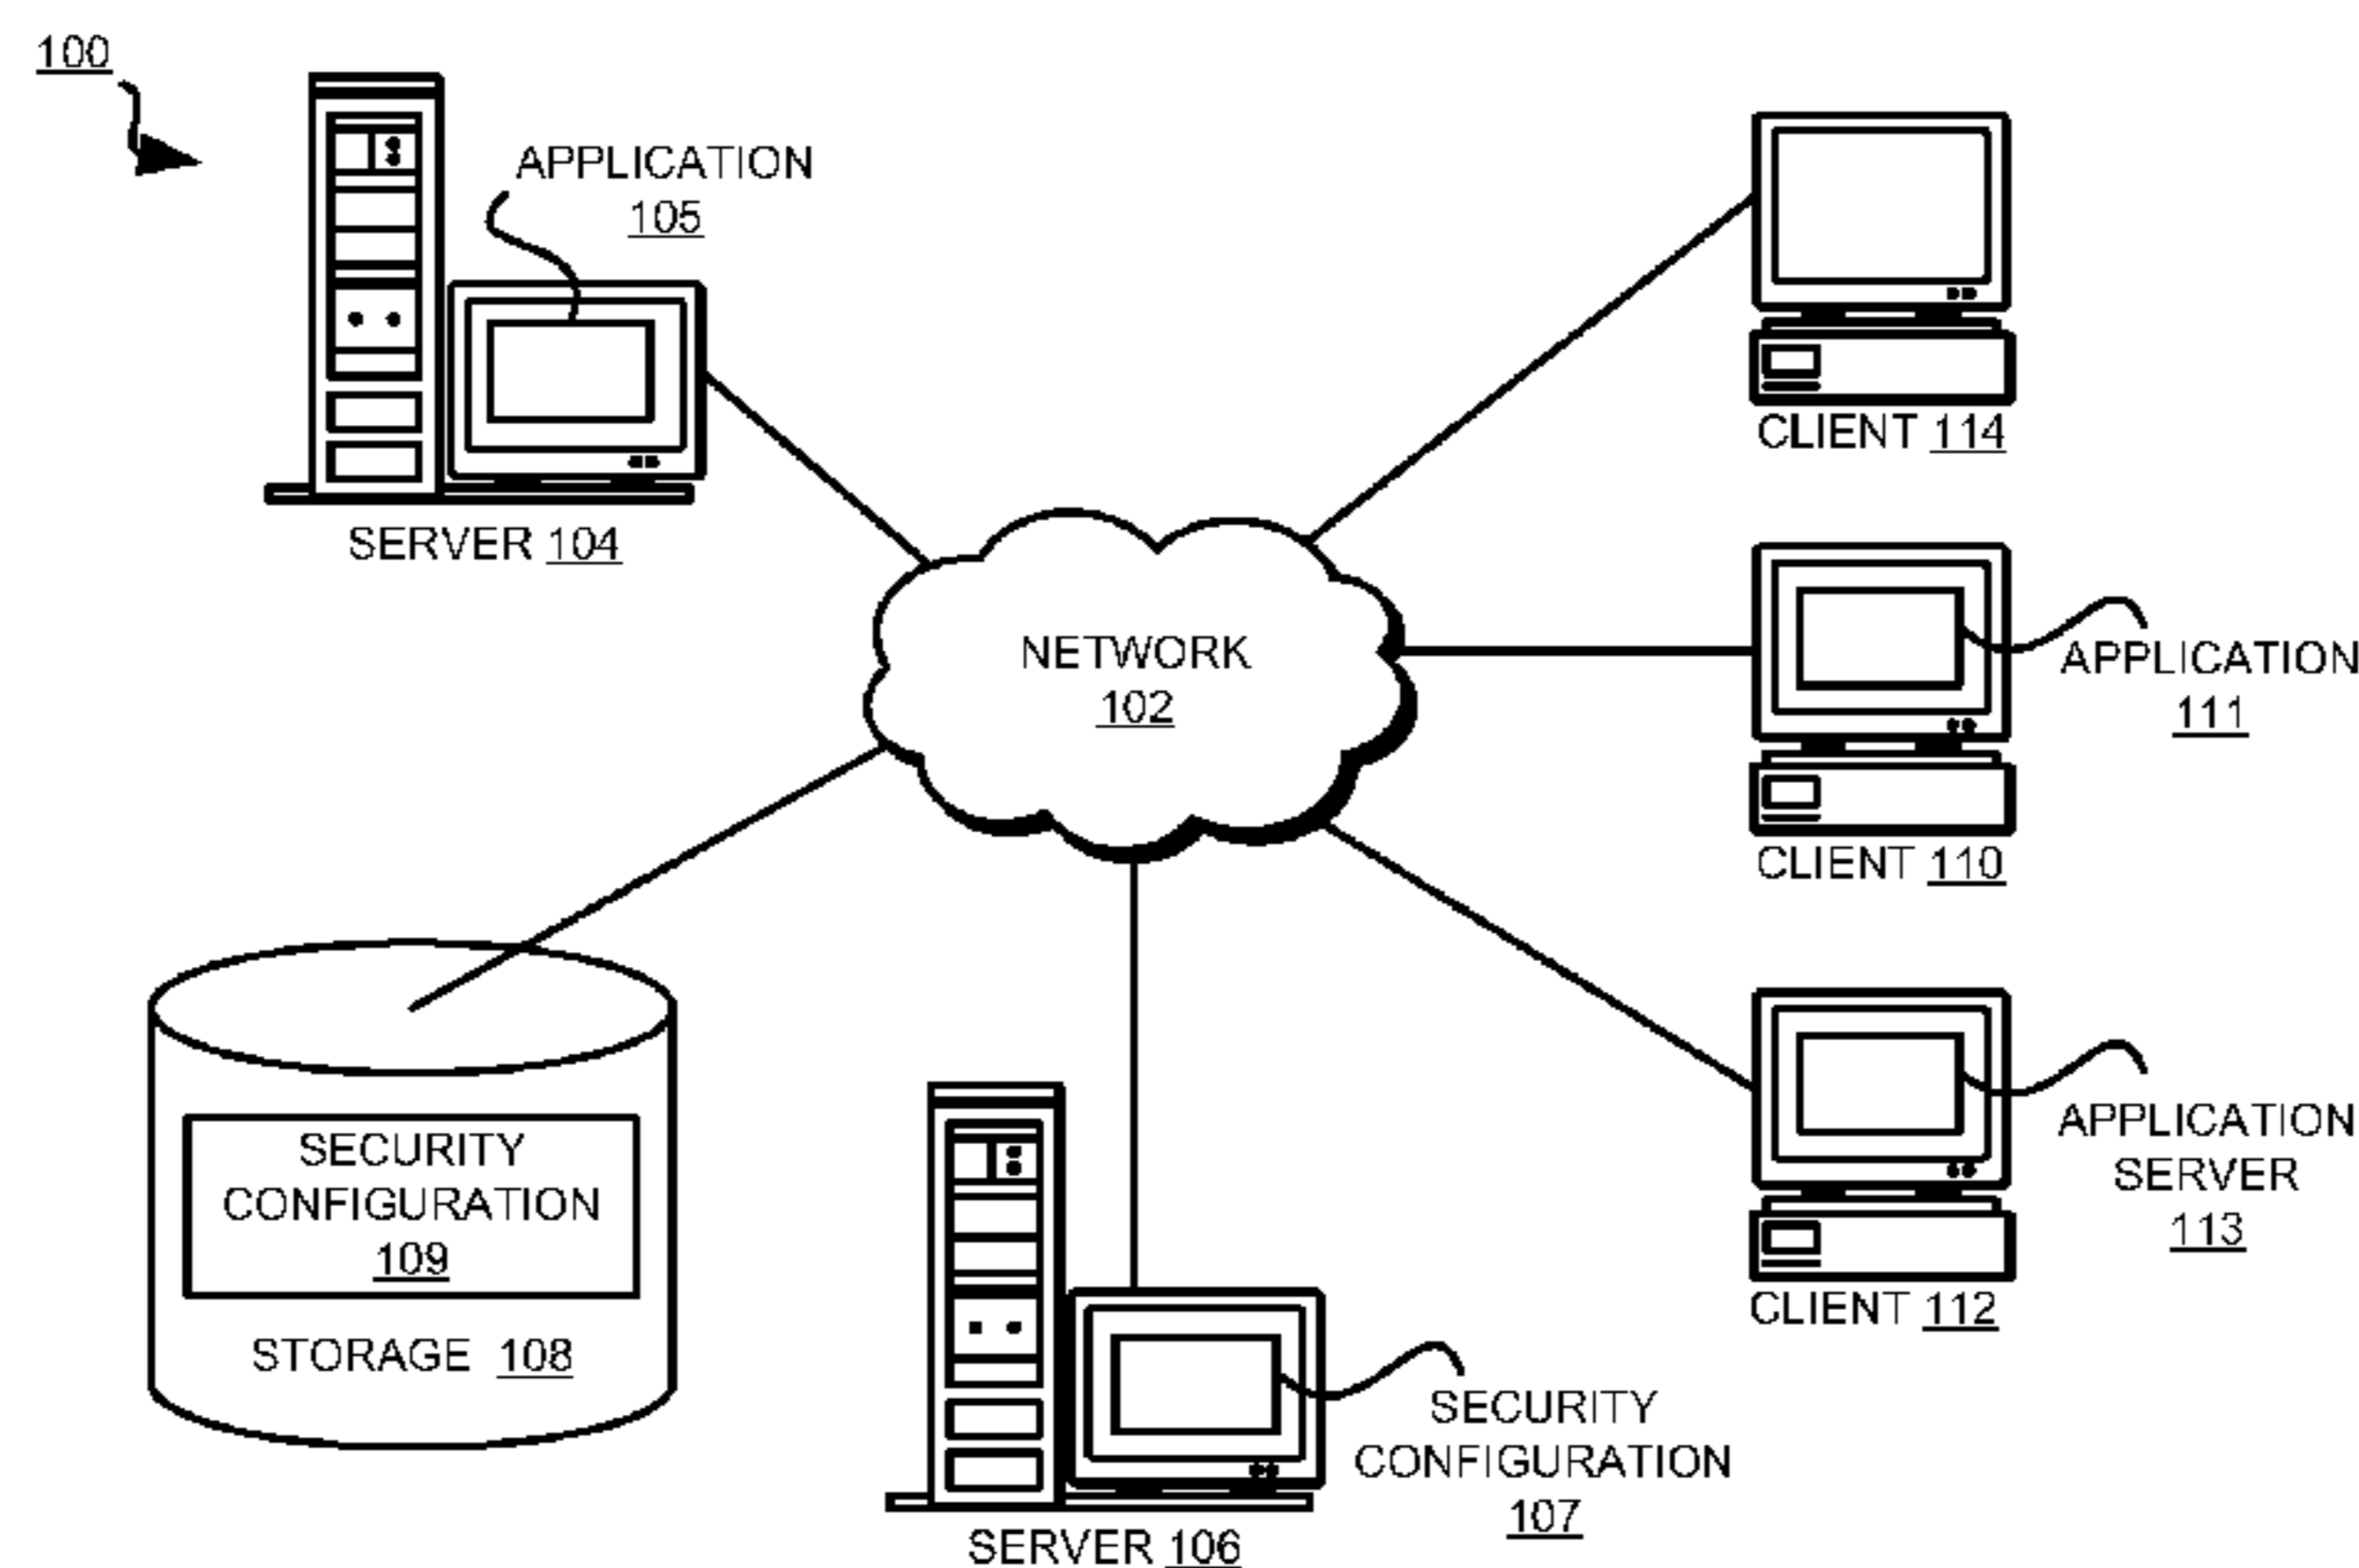 100
APPLICATION
105
SERVER 104
CLIENT 114
NETWORK
102
APPLICATION
111
CLIENT 110
SECURITY
CONFIGURATION
109
STORAGE 108
APPLICATION
SERVER
113
CLIENT 112
SECURITY
CONFIGURATION
107
SERVER 106